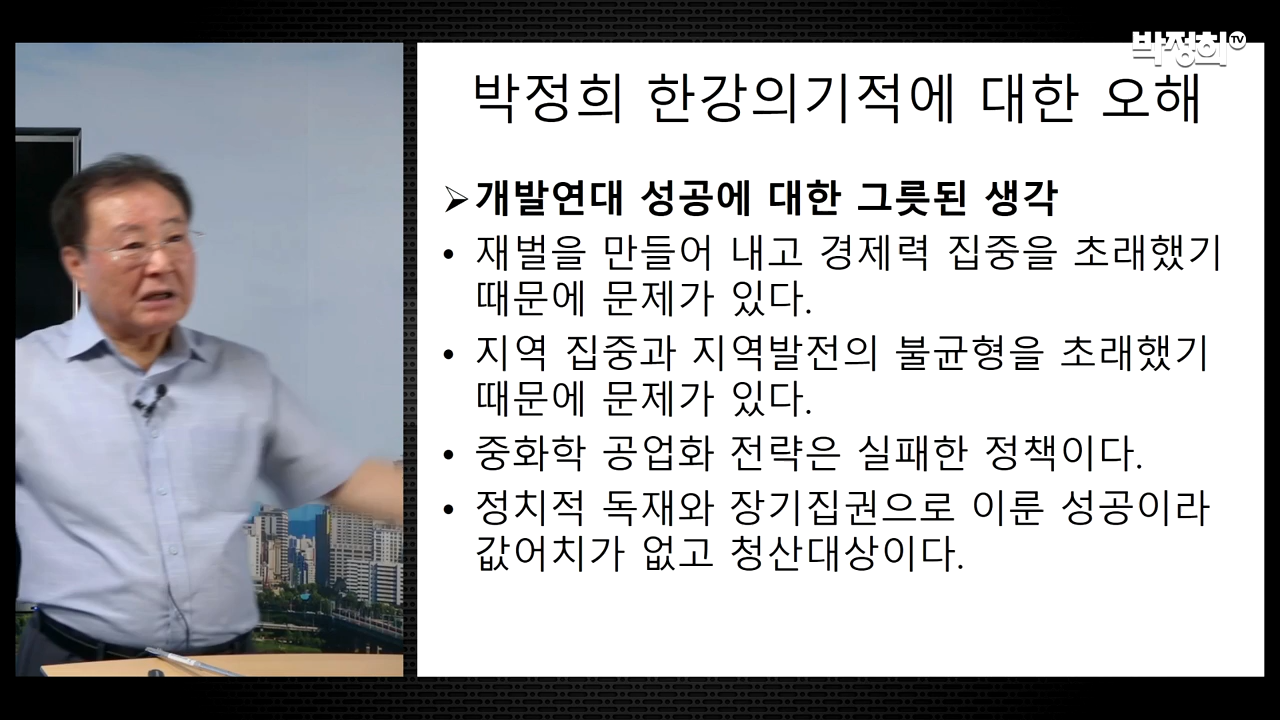 박정희 TV
박정희 한강의기적에 대한 오해
➢개발연대 성공에 대한 그릇된 생각
• 재벌을 만들어 내고 경제력 집중을 초래했기
때문에 문제가 있다.
• 지역 집중과 지역발전의 불균형을 초래했기
때문에 문제가 있다.
• 중화학 공업화 전략은 실패한 정책이다.
• 정치적 독재와 장기집권으로 이룬 성공이라
값어치가 없고 청산대상이다.